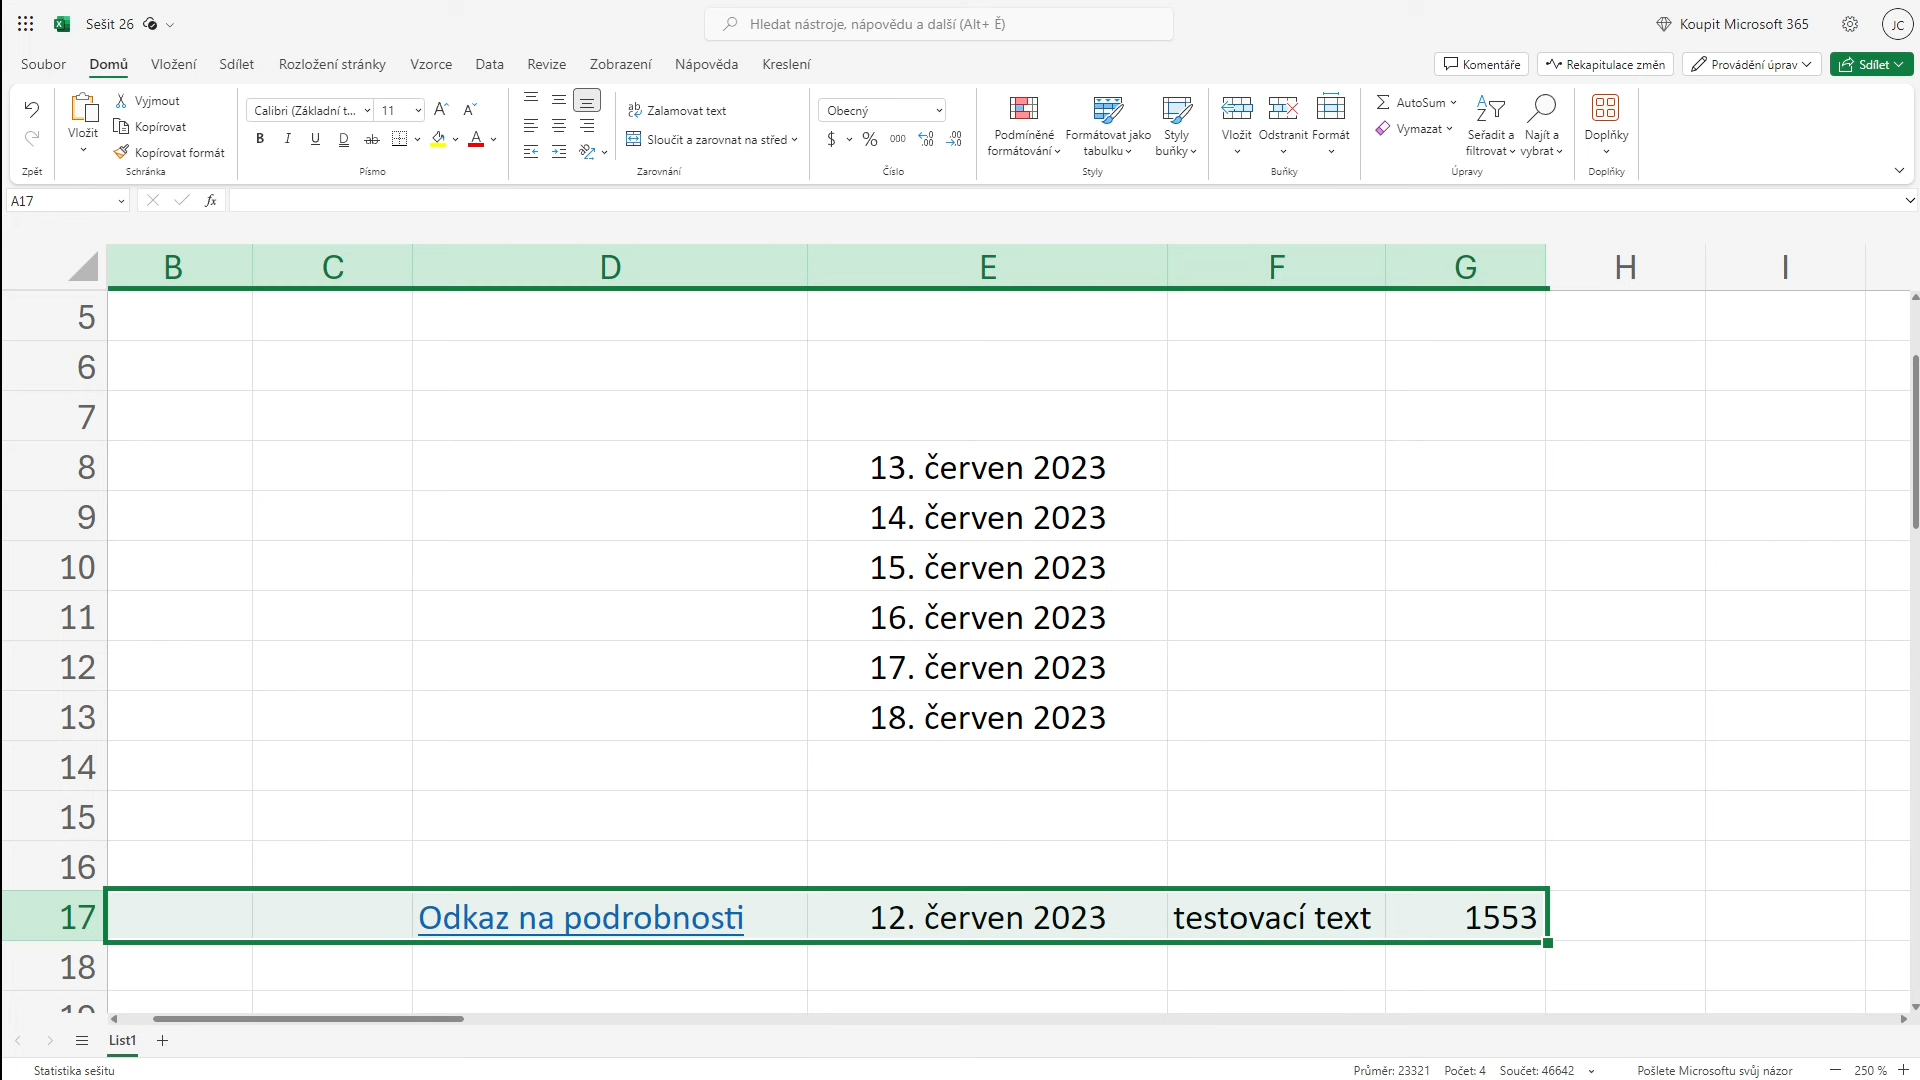 Sešit 26
Hledat nástroje, nápovědu a další (Alt+ Ě)
Koupit Microsoft 365
JC
Soubor Domů Vložení Sdílet Rozložení stránky Vzorce Data Revize Zobrazení Nápověda Kreslení
Komentáře Rekapitulace změn Provádění úprav Sdílet
Vložit
Vyjmout
Kopírovat
Kopírovat formát
Zpět
Schránka
Calibri (Základní t... 11
B I U D ab
A
Písmo
Zalamovat text
Sloučit a zarovnat na střed
Zarovnání
Obecný
$ % 000
Číslo
Podmíněné formátování
Formátovat jako tabulku
Styly buňky
Styly
Vložit Odstranit Formát
Buňky
AutoSum
Vymazat
Seřadit a filtrovat
Najít a vybrat
Úpravy
Doplňky
Doplňky
A17
fx
B C D E F G H I
5
6
7
8 13. červen 2023
9 14. červen 2023
10 15. červen 2023
11 16. červen 2023
12 17. červen 2023
13 18. červen 2023
14
15
16
17 Odkaz na podrobnosti 12. červen 2023 testovací text 1553
18
List1
Statistika sešitu
Průměr: 23321 Počet: 4 Součet: 46642
Pošlete Microsoftu svůj názor
250 %